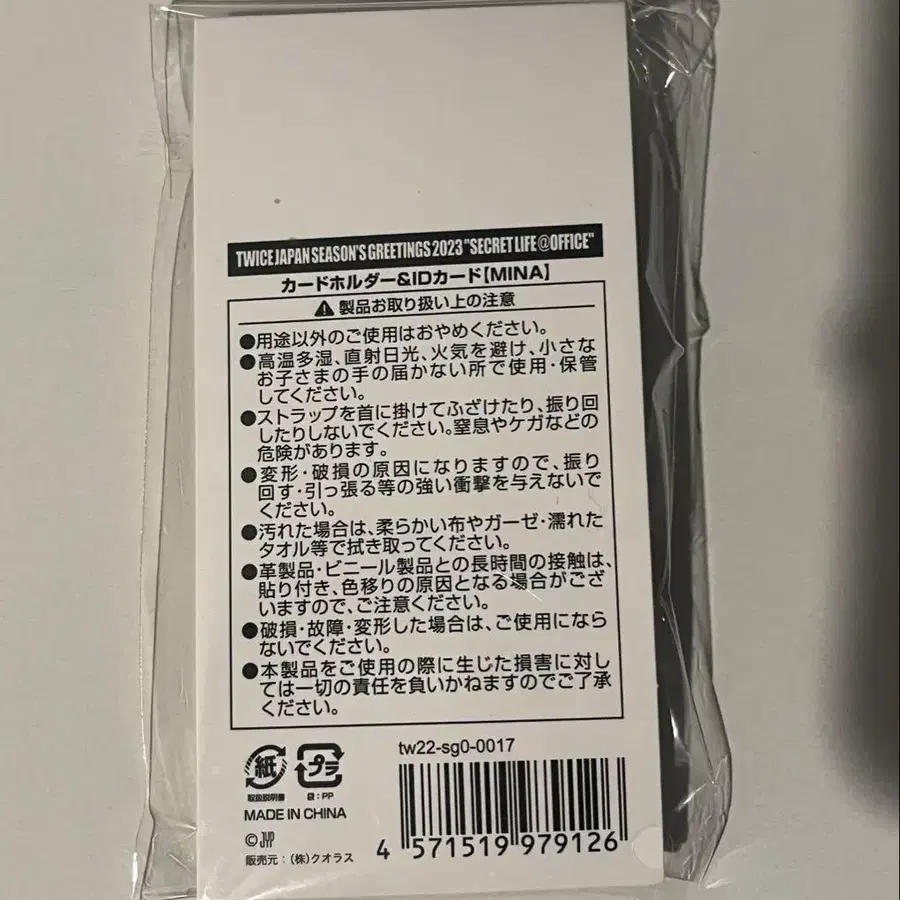 TWICE JAPAN SEASON'S GREETINGS 2023 "SECRET LIFE @OFFICE"
カードホルダー&IDカード【MINA】
製品お取り扱い上の注意
●用途以外のご使用はおやめください。
●高温多湿、直射日光、火気を避け、小さな
お子さまの手の届かない所で使用・保管
してください。
●ストラップを首に掛けてふざけたり、振り回
したりしないでください。窒息やケガなどの
危険があります。
●変形・破損の原因になりますので、振り
回す・引っ張る等の強い衝撃を与えないで
ください。
●汚れた場合は、柔らかい布やガーゼ・濡れた
タオル等で拭き取ってください。
●革製品・ビニール製品との長時間の接触は、
貼り付き、色移りの原因となる場合がござ
いますので、ご注意ください。
●破損・故障・変形した場合は、ご使用になら
ないでください。
●本製品をご使用の際に生じた損害に対し
ては一切の責任を負いかねますのでご了承
ください。
tw22-sg0-0017
紙
プラ
取扱説明書
袋:PP
MADE IN CHINA
© JYP
販売元:(株)クオラス
4 571519 979126